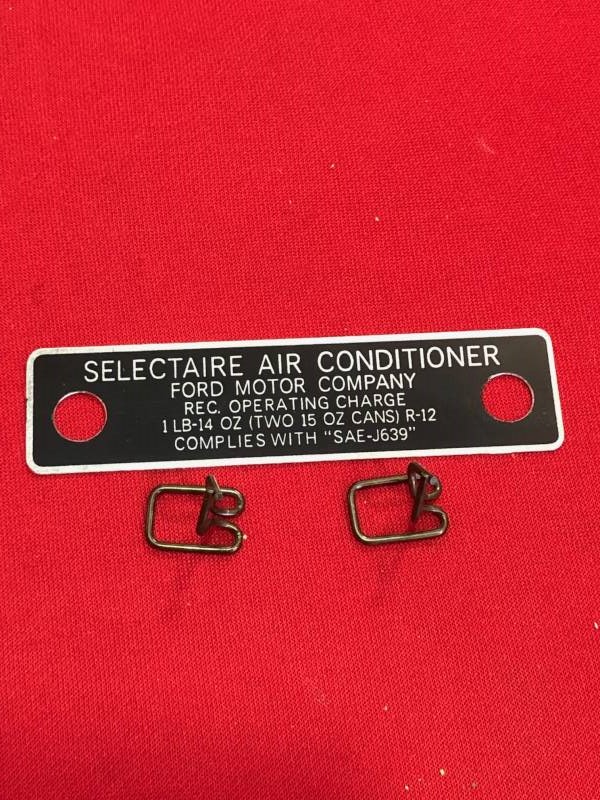 SELECTAIRE AIR CONDITIONER
FORD MOTOR COMPANY
REC. OPERATING CHARGE
1 LB-14 OZ (TWO 15 OZ CANS) R-12
COMPLIES WITH "SAE-J639"